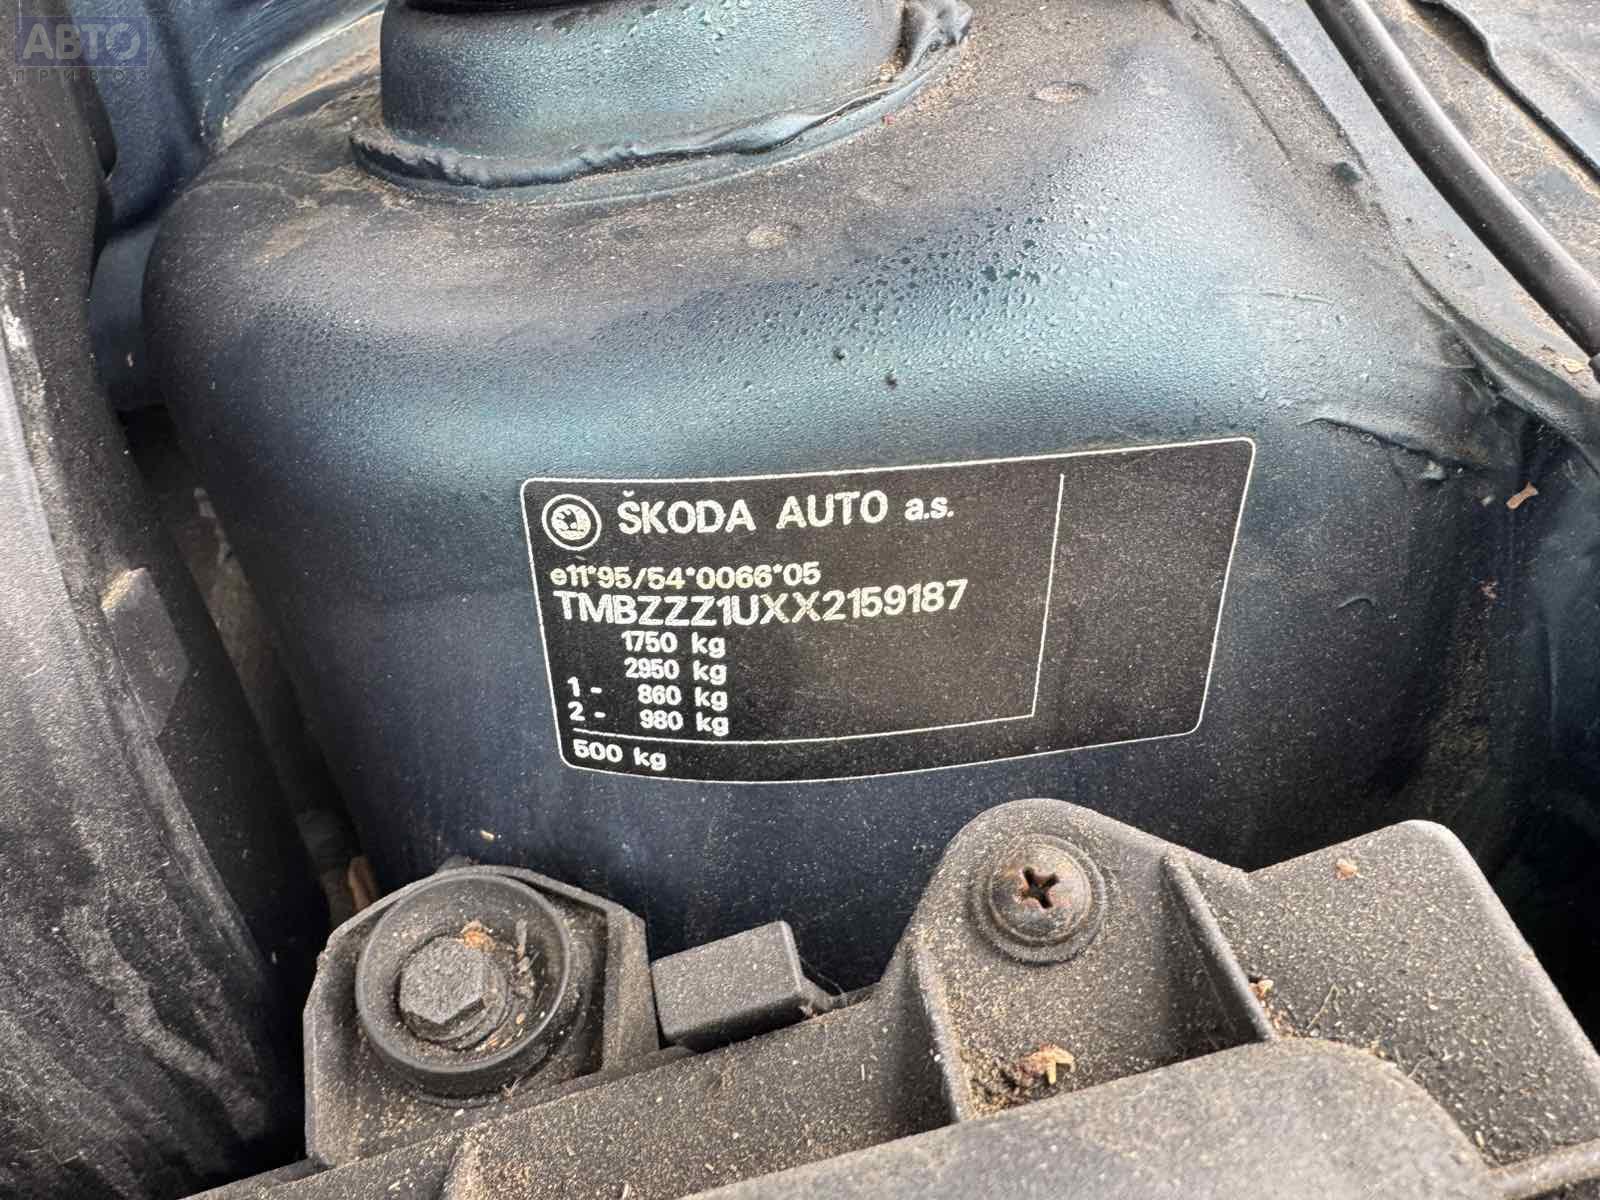 АВТО
ПРИВОЗ
ŠKODA AUTO a.s.
e11*95/54*0066*05
TMBZZZ1UXX2159187
1750 kg
2950 kg
1 - 860 kg
2 - 980 kg
500 kg